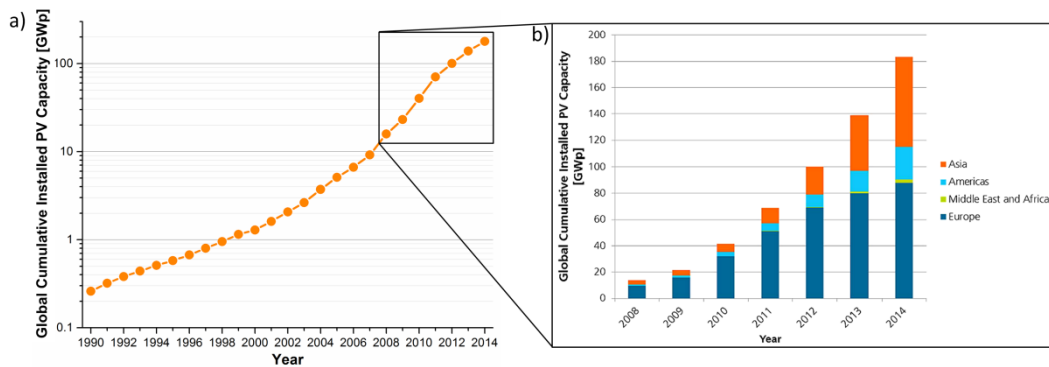 a)
Global Cumulative Installed PV Capacity [GWp]
100
10
1
0.1
1990 1992 1994 1996 1998 2000 2002 2004 2006 2008 2010 2012 2014
Year
b)
Global Cumulative Installed PV Capacity
[GWp]
200
180
160
140
120
100
80
60
40
20
0
2008 2009 2010 2011 2012 2013 2014
Year
Asia
Americas
Middle East and Africa
Europe